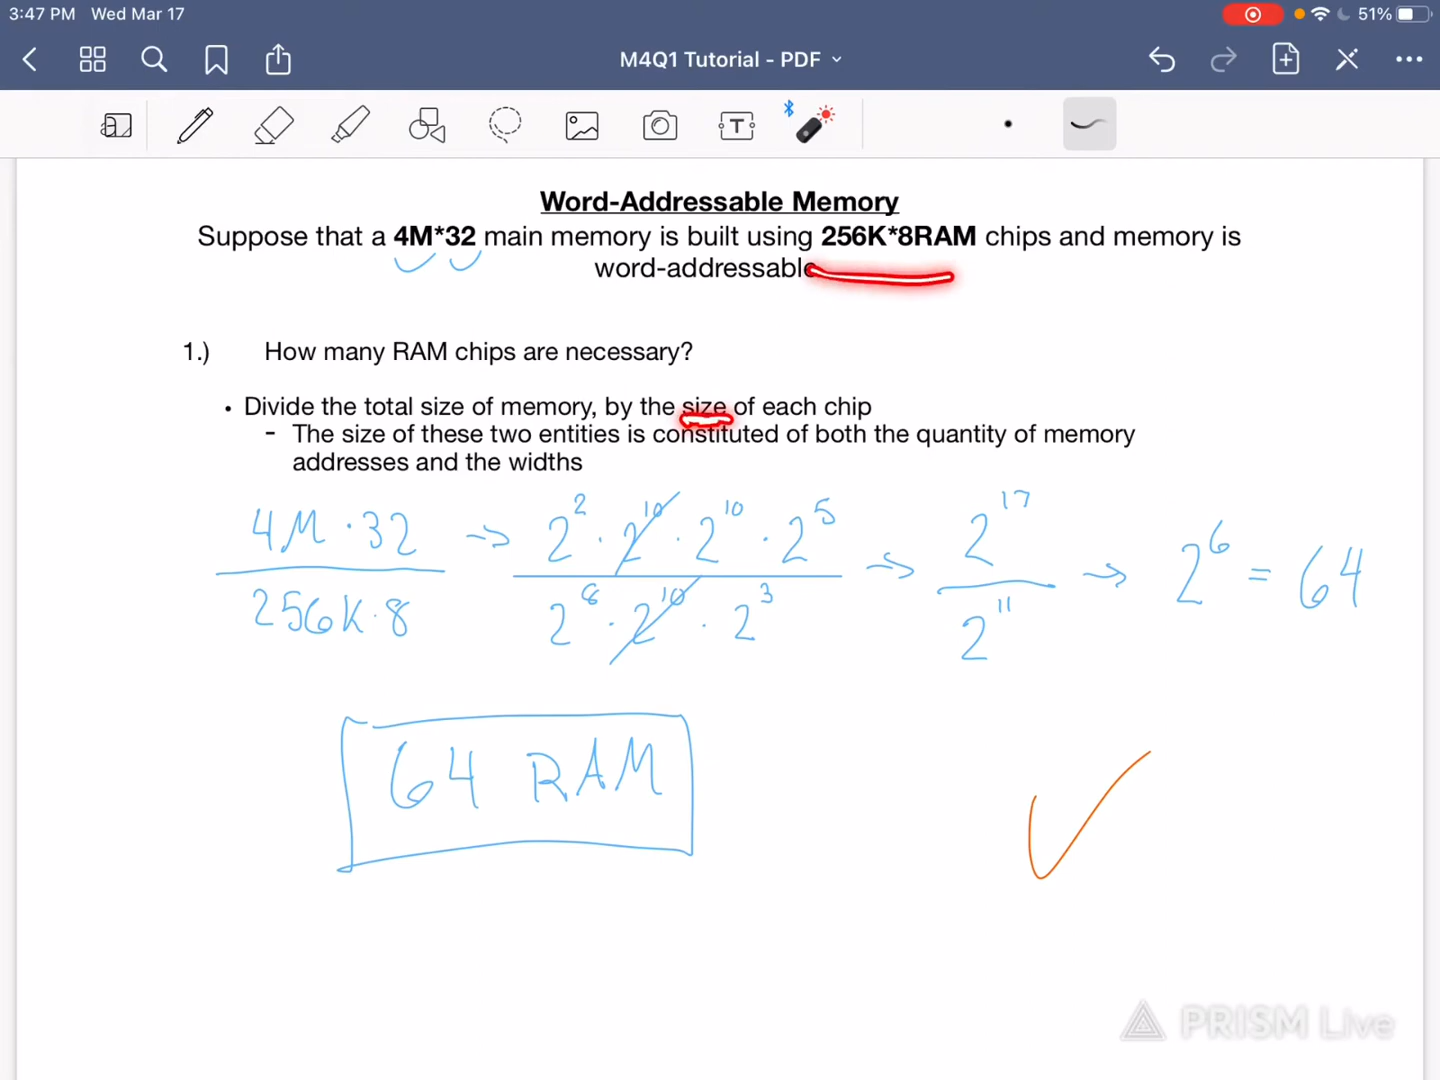 3:47 PM Wed Mar 17 51%
M4Q1 Tutorial - PDF
T
Word-Addressable Memory
Suppose that a 4M*32 main memory is built using 256K*8RAM chips and memory is
word-addressable
1.) How many RAM chips are necessary?
• Divide the total size of memory, by the size of each chip
- The size of these two entities is constituted of both the quantity of memory
addresses and the widths
4M · 32 / 256K · 8 → 2^2 · 2^10 · 2^10 · 2^5 / 2^8 · 2^10 · 2^3 → 2^17 / 2^11 → 2^6 = 64
64 RAM
PRISM Live